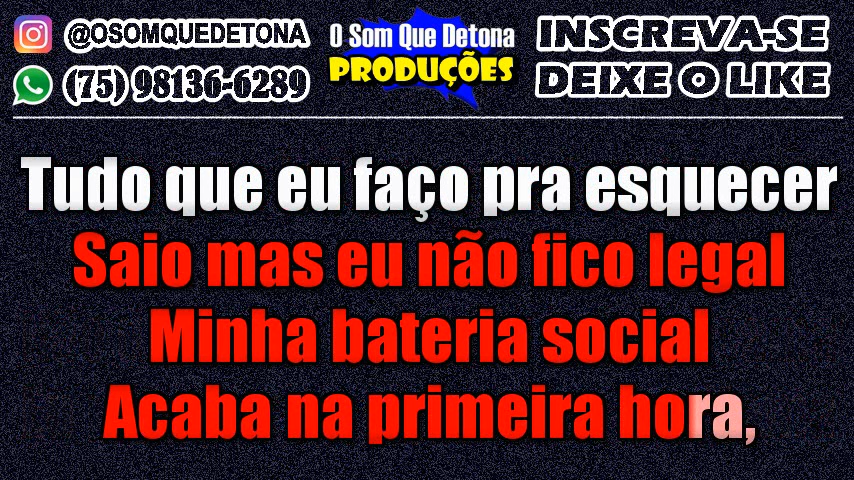 @OSOMQUEDETONA
(75) 98136-6289
O Som Que Detona
PRODUÇÕES
INSCREVA-SE
DEIXE O LIKE
Tudo que eu faço pra esquecer
Saio mas eu não fico legal
Minha bateria social
Acaba na primeira hora,